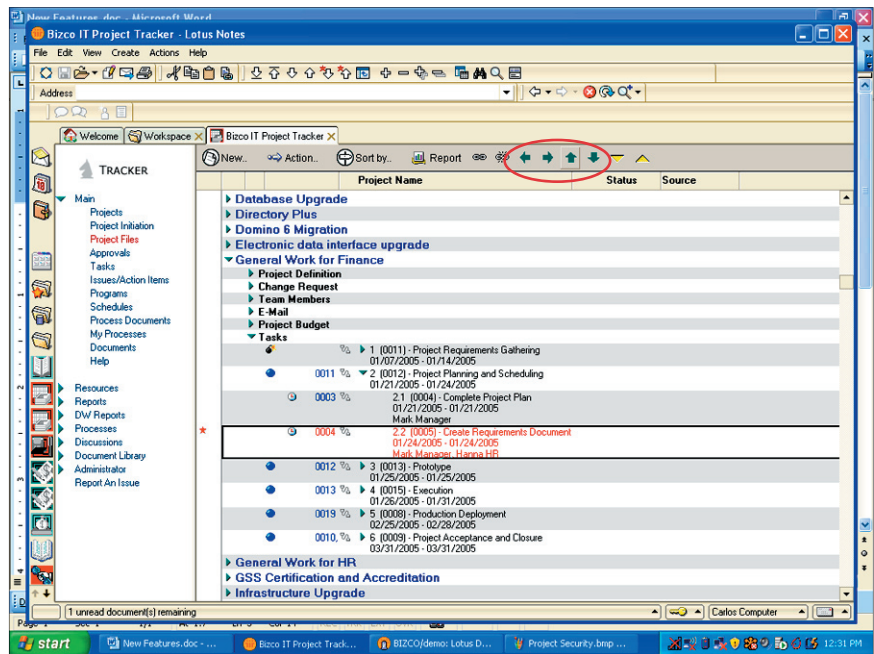 New Features.doc - Microsoft Word
Bizco IT Project Tracker - Lotus Notes
File Edit View Create Actions Help
Address
Welcome Workspace Bizco IT Project Tracker
TRACKER
New.. Action.. Sort by.. Report
Project Name Status Source
Main
Projects
Project Initiation
Project Files
Approvals
Tasks
Issues/Action Items
Programs
Schedules
Process Documents
My Processes
Documents
Help
Resources
Reports
DW Reports
Processes
Discussions
Document Library
Administrator
Report An Issue
Database Upgrade
Directory Plus
Domino 6 Migration
Electronic data interface upgrade
General Work for Finance
Project Definition
Change Request
Team Members
E-Mail
Project Budget
Tasks
1 (0011) - Project Requirements Gathering
01/07/2005 - 01/14/2005
0011 2 (0012) - Project Planning and Scheduling
01/21/2005 - 01/24/2005
0003 2.1 (0004) - Complete Project Plan
01/21/2005 - 01/21/2005
Mark Manager
* 0004 2.2 (0005) - Create Requirements Document
01/24/2005 - 01/24/2005
Mark Manager, Hanna HR
0012 3 (0013) - Prototype
01/25/2005 - 01/25/2005
0013 4 (0015) - Execution
01/26/2005 - 01/31/2005
0019 5 (0008) - Production Deployment
02/25/2005 - 02/28/2005
0010, 6 (0009) - Project Acceptance and Closure
03/31/2005 - 03/31/2005
General Work for HR
GSS Certification and Accreditation
Infrastructure Upgrade
1 unread document(s) remaining
Carlos Computer
start
New Features.doc - ...
Bizco IT Project Track...
BIZCO/demo: Lotus D...
Project Security.bmp ...
12:31 PM